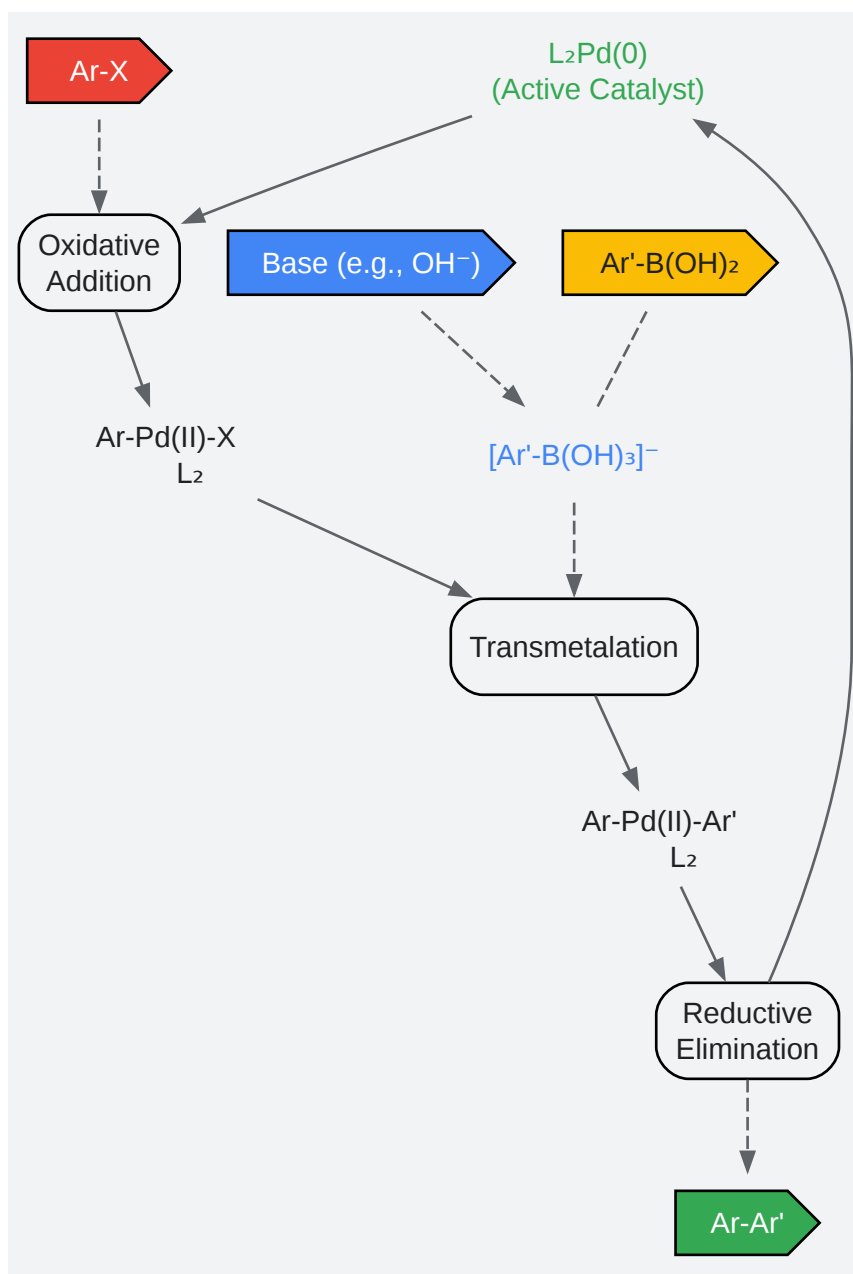 Ar-X
L₂Pd(0)
(Active Catalyst)
Oxidative
Addition
Base (e.g., OH⁻)
Ar'-B(OH)₂
Ar-Pd(II)-X
L₂
[Ar'-B(OH)₃]⁻
Transmetalation
Ar-Pd(II)-Ar'
L₂
Reductive
Elimination
Ar-Ar'